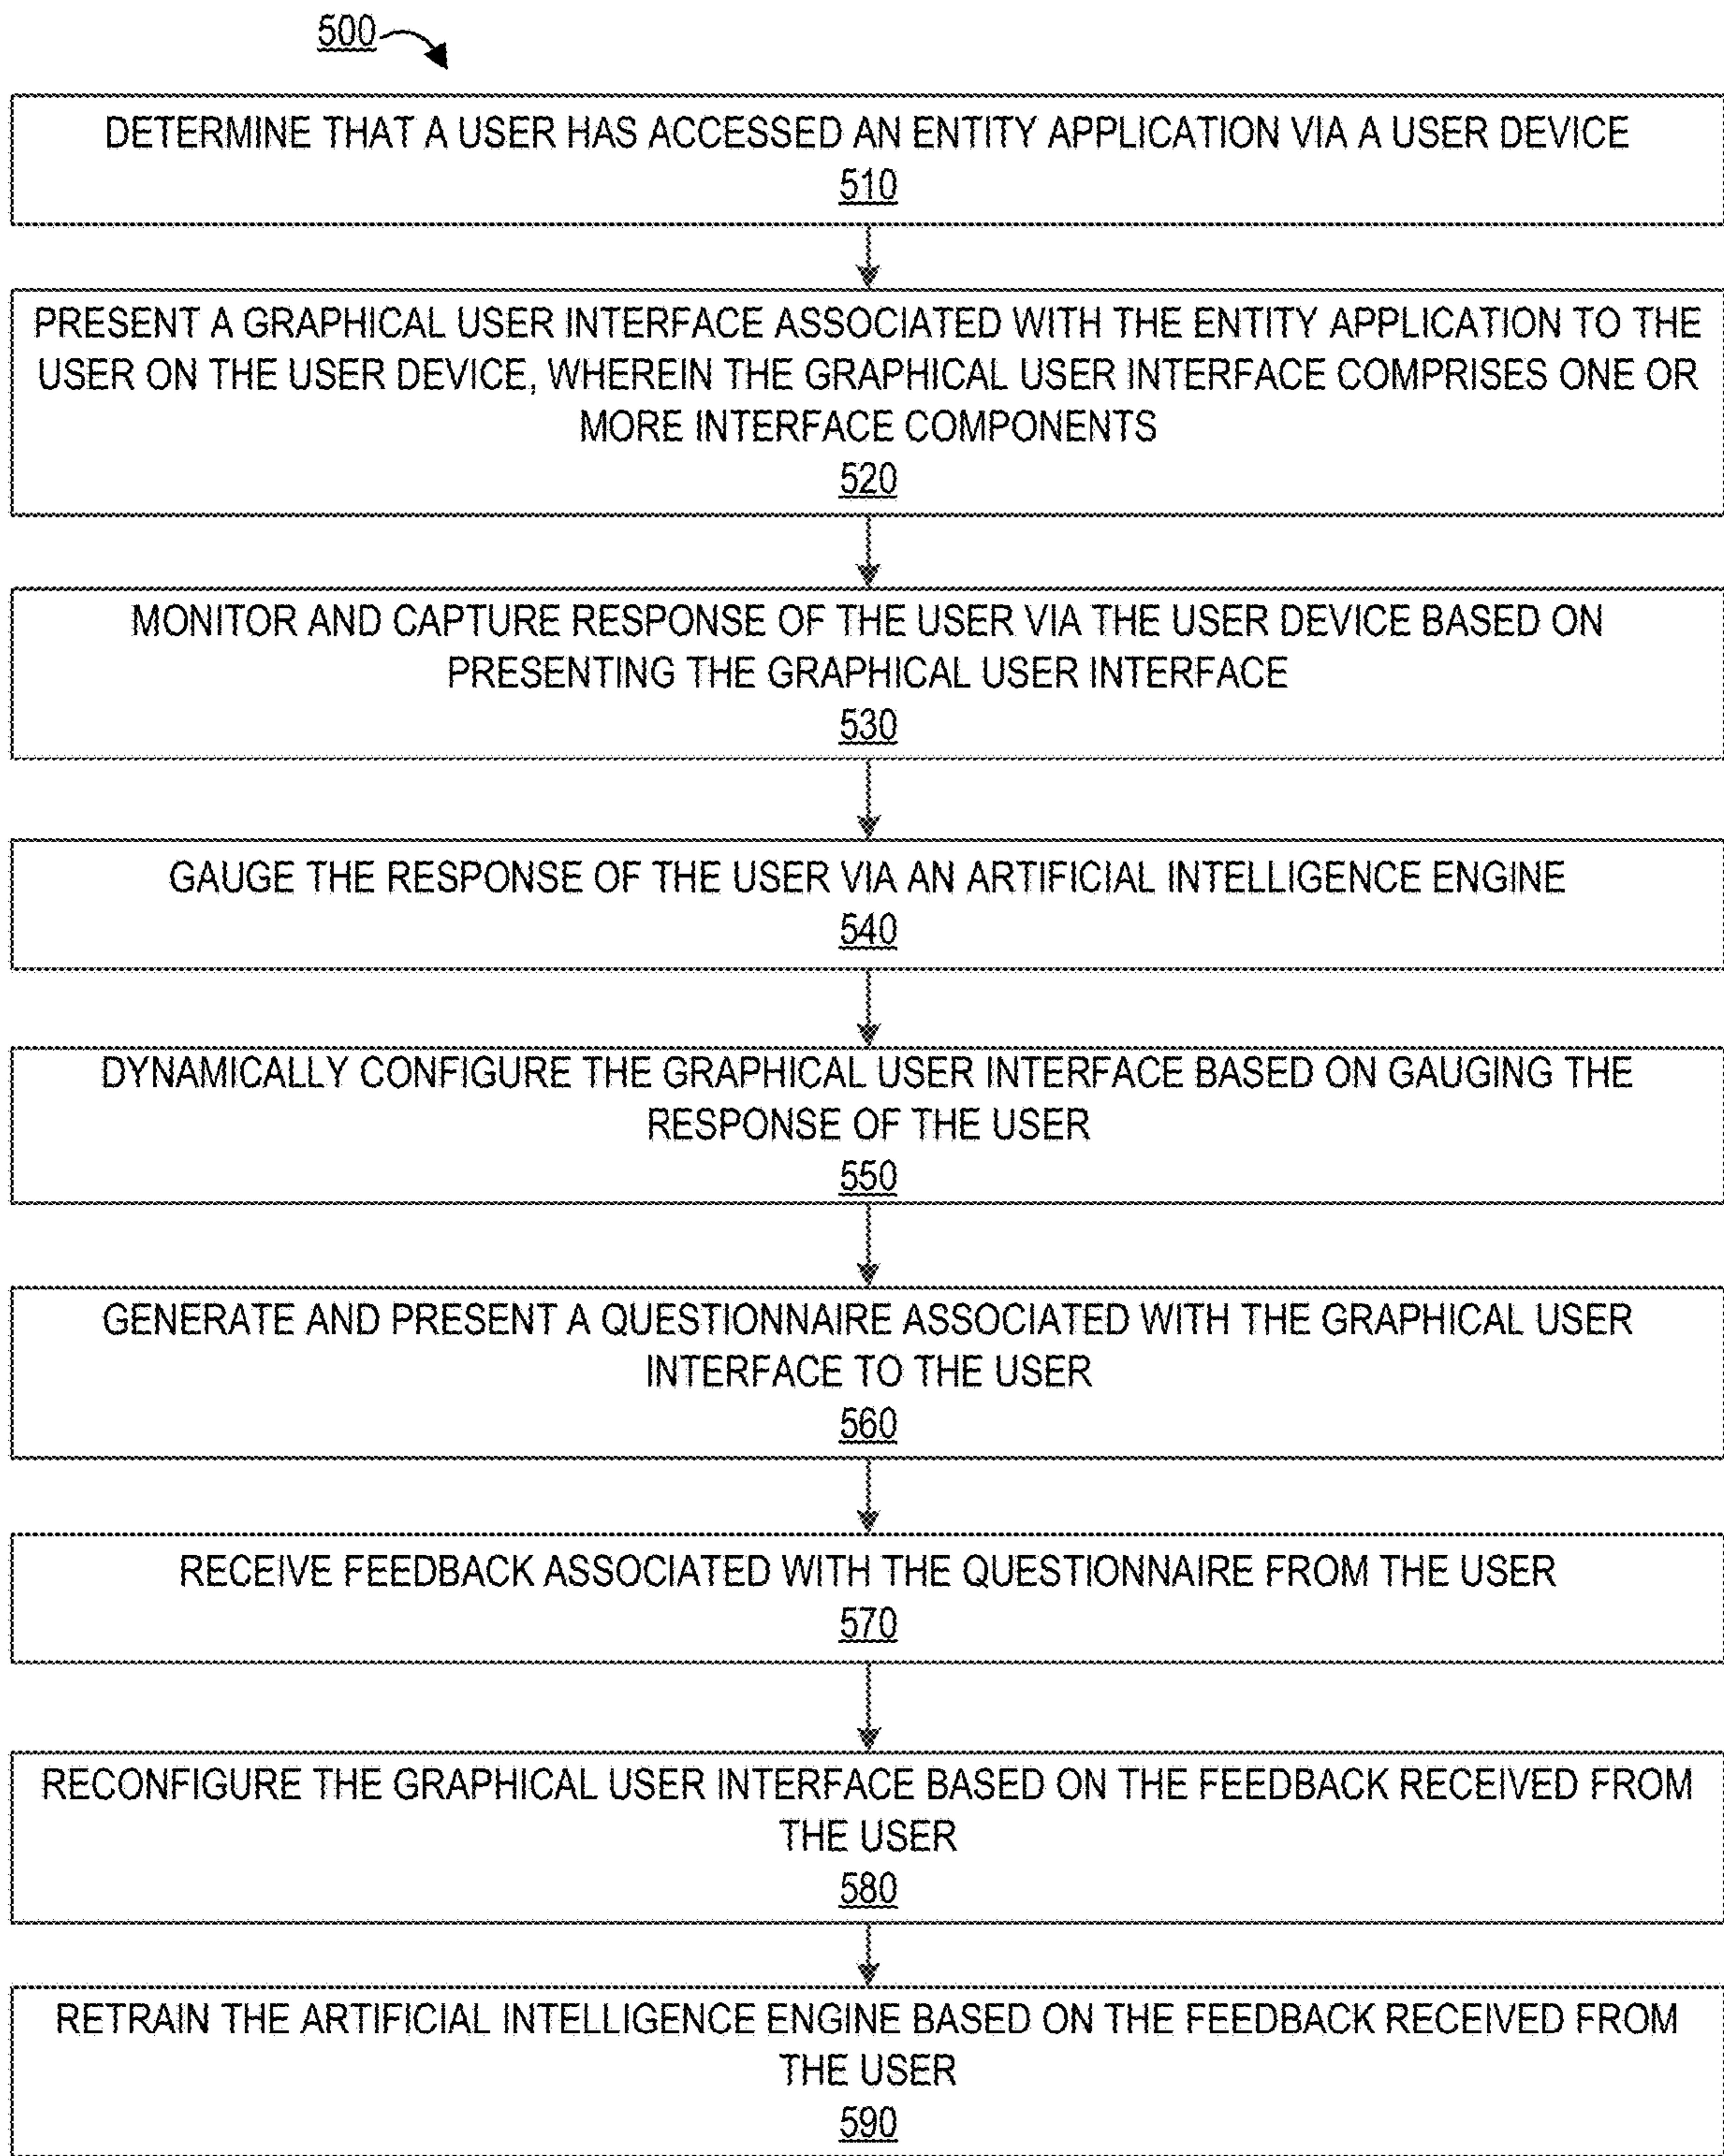 500
DETERMINE THAT A USER HAS ACCESSED AN ENTITY APPLICATION VIA A USER DEVICE
510
PRESENT A GRAPHICAL USER INTERFACE ASSOCIATED WITH THE ENTITY APPLICATION TO THE
USER ON THE USER DEVICE, WHEREIN THE GRAPHICAL USER INTERFACE COMPRISES ONE OR
MORE INTERFACE COMPONENTS
520
MONITOR AND CAPTURE RESPONSE OF THE USER VIA THE USER DEVICE BASED ON
PRESENTING THE GRAPHICAL USER INTERFACE
530
GAUGE THE RESPONSE OF THE USER VIA AN ARTIFICIAL INTELLIGENCE ENGINE
540
DYNAMICALLY CONFIGURE THE GRAPHICAL USER INTERFACE BASED ON GAUGING THE
RESPONSE OF THE USER
550
GENERATE AND PRESENT A QUESTIONNAIRE ASSOCIATED WITH THE GRAPHICAL USER
INTERFACE TO THE USER
560
RECEIVE FEEDBACK ASSOCIATED WITH THE QUESTIONNAIRE FROM THE USER
570
RECONFIGURE THE GRAPHICAL USER INTERFACE BASED ON THE FEEDBACK RECEIVED FROM
THE USER
580
RETRAIN THE ARTIFICIAL INTELLIGENCE ENGINE BASED ON THE FEEDBACK RECEIVED FROM
THE USER
590